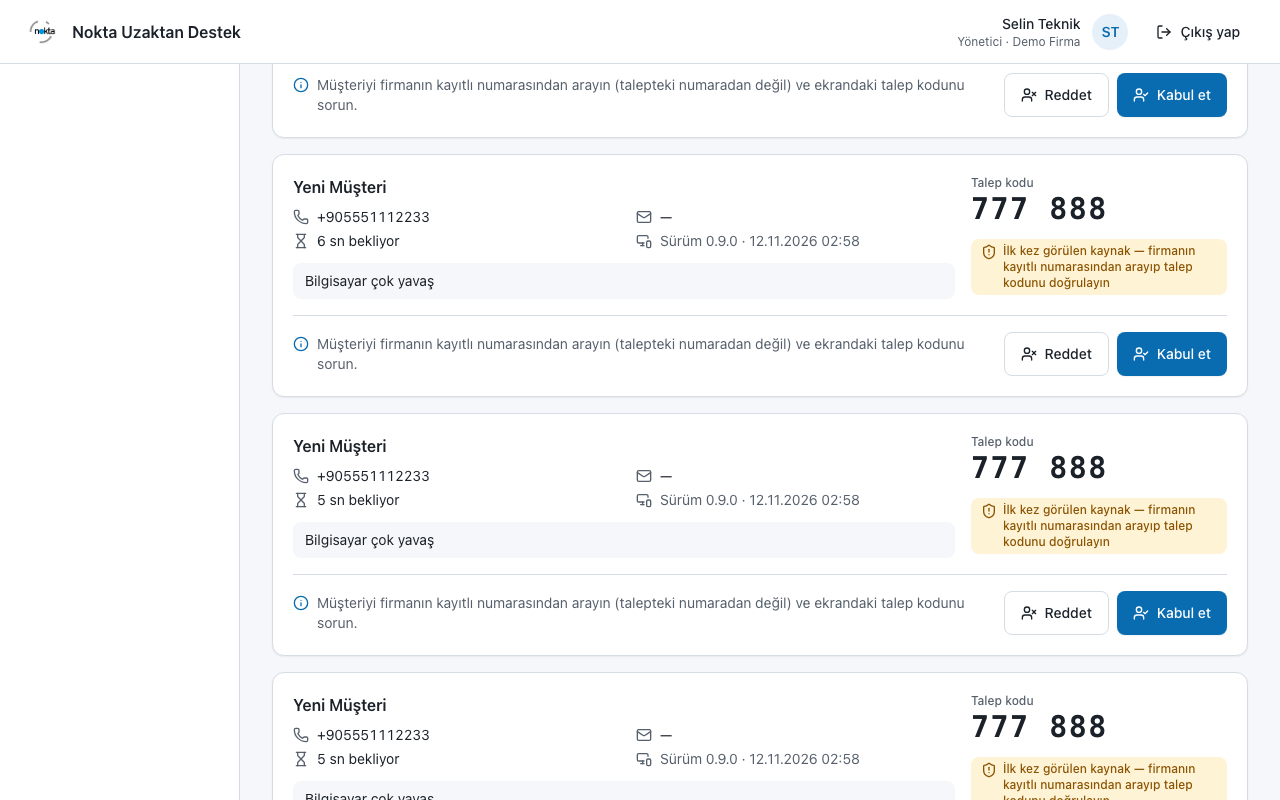 nokta
Nokta Uzaktan Destek
Selin Teknik
Yönetici · Demo Firma
ST
Çıkış yap
Müşteriyi firmanın kayıtlı numarasından arayın (talepteki numaradan değil) ve ekrandaki talep kodunu
sorun.
Reddet
Kabul et
Yeni Müşteri
+905551112233
—
6 sn bekliyor
Sürüm 0.9.0 · 12.11.2026 02:58
Bilgisayar çok yavaş
Talep kodu
777 888
İlk kez görülen kaynak — firmanın
kayıtlı numarasından arayıp talep
kodunu doğrulayın
Müşteriyi firmanın kayıtlı numarasından arayın (talepteki numaradan değil) ve ekrandaki talep kodunu
sorun.
Reddet
Kabul et
Yeni Müşteri
+905551112233
—
5 sn bekliyor
Sürüm 0.9.0 · 12.11.2026 02:58
Bilgisayar çok yavaş
Talep kodu
777 888
İlk kez görülen kaynak — firmanın
kayıtlı numarasından arayıp talep
kodunu doğrulayın
Müşteriyi firmanın kayıtlı numarasından arayın (talepteki numaradan değil) ve ekrandaki talep kodunu
sorun.
Reddet
Kabul et
Yeni Müşteri
+905551112233
—
5 sn bekliyor
Sürüm 0.9.0 · 12.11.2026 02:58
Bilgisayar çok yavaş
Talep kodu
777 888
İlk kez görülen kaynak — firmanın
kayıtlı numarasından arayıp talep
kodunu doğrulayın